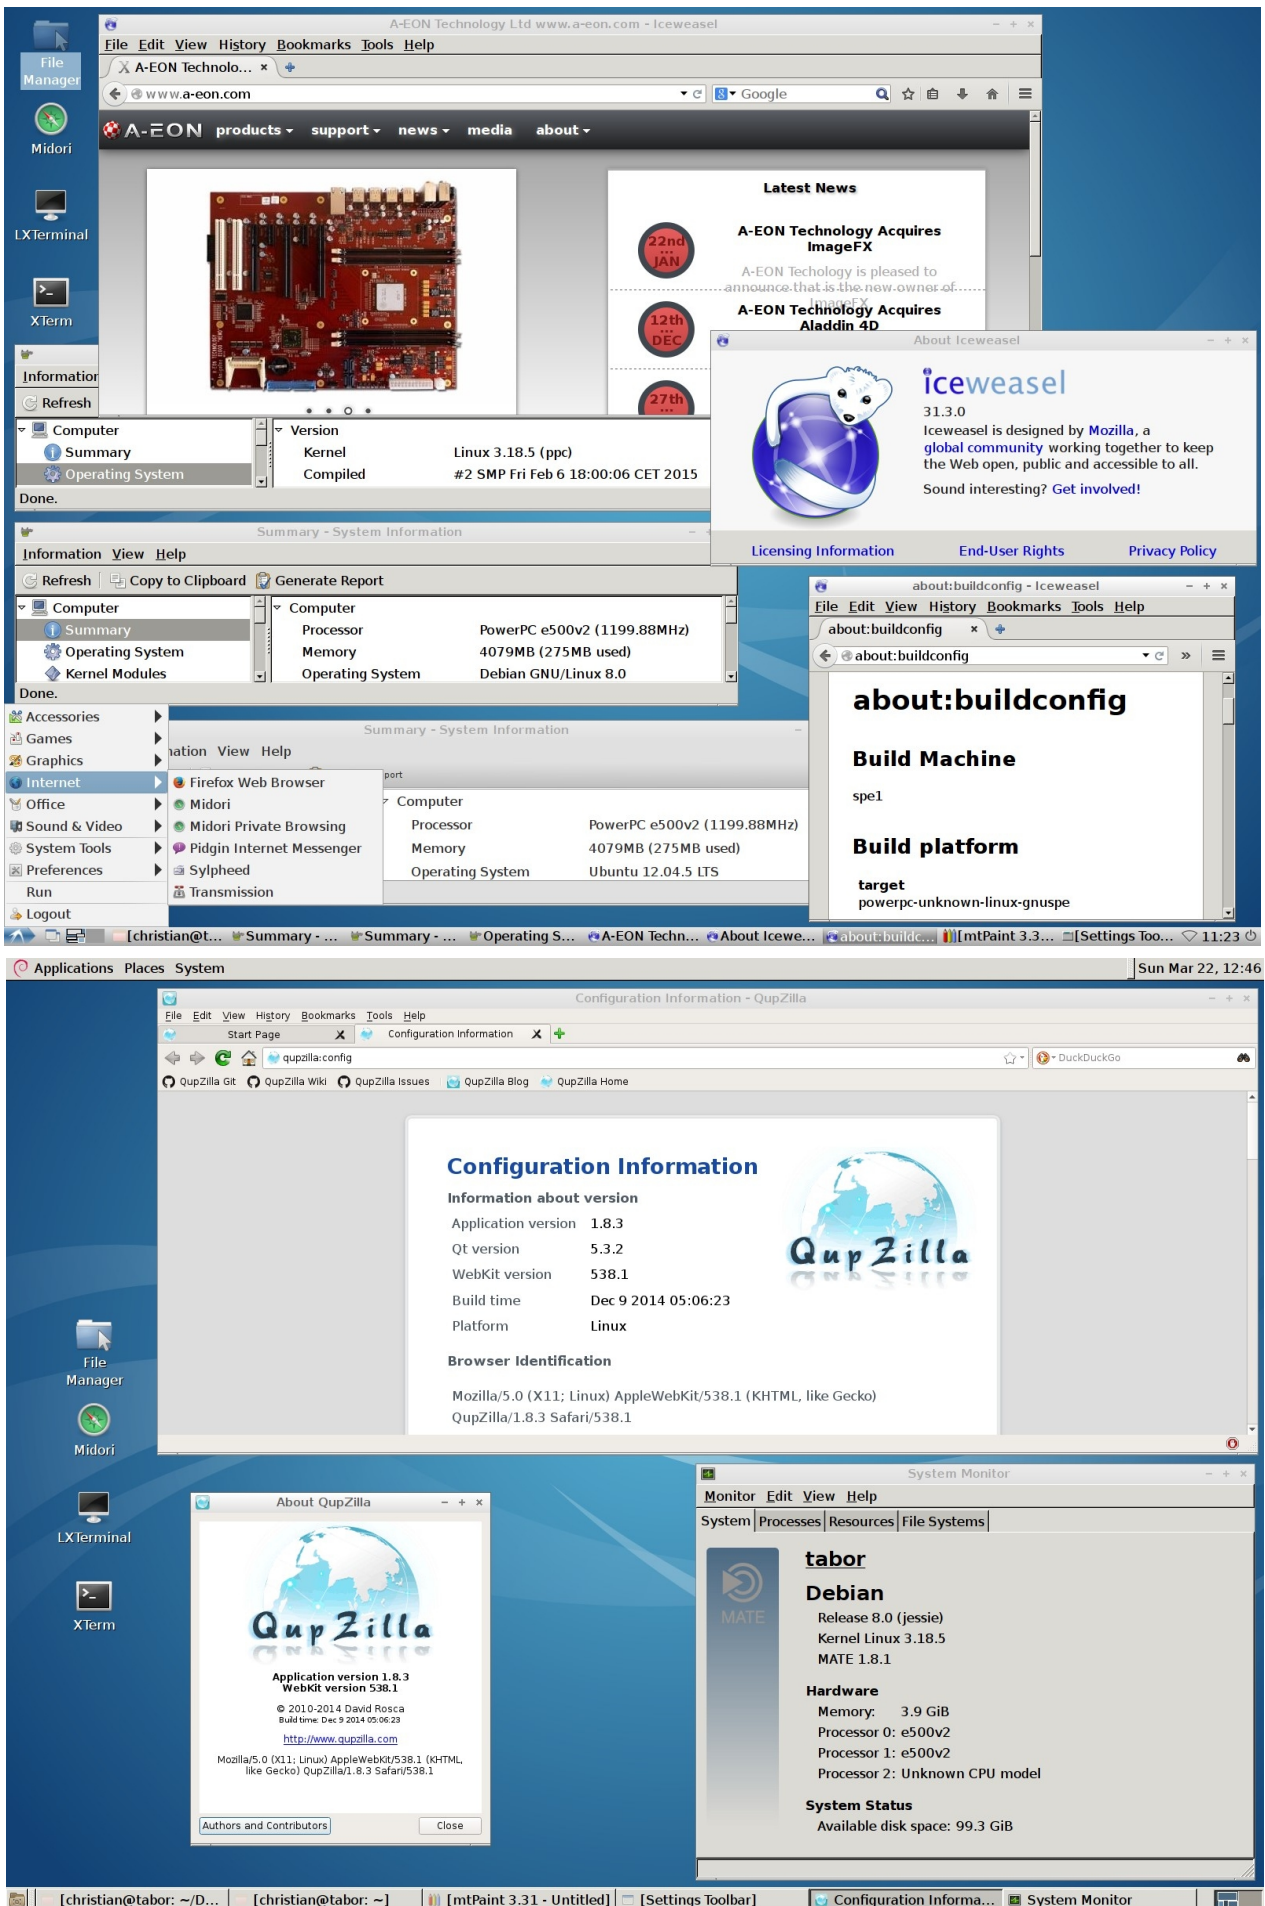 File
Manager
Midori
LXTerminal
XTerm
A-EON Technology Ltd www.a-eon.com - Iceweasel
File Edit View History Bookmarks Tools Help
A-EON Technolo...
www.a-eon.com
Google
A-EON products support news media about
Latest News
22nd
...
JAN
A-EON Technology Acquires
ImageFX
A-EON Techology is pleased to
announce that is the new owner of
ImageFX
12th
...
DEC
A-EON Technology Acquires
Aladdin 4D
27th
...
About Iceweasel
iceweasel
31.3.0
Iceweasel is designed by Mozilla, a
global community working together to keep
the Web open, public and accessible to all.
Sound interesting? Get involved!
Licensing Information End-User Rights Privacy Policy
Information
Refresh
Computer
Summary
Operating System
Version
Kernel Linux 3.18.5 (ppc)
Compiled #2 SMP Fri Feb 6 18:00:06 CET 2015
Done.
Summary - System Information
Information View Help
Refresh Copy to Clipboard Generate Report
Computer
Summary
Operating System
Kernel Modules
Computer
Processor PowerPC e500v2 (1199.88MHz)
Memory 4079MB (275MB used)
Operating System Debian GNU/Linux 8.0
Done.
about:buildconfig - Iceweasel
File Edit View History Bookmarks Tools Help
about:buildconfig
about:buildconfig
about:buildconfig
Build Machine
spe1
Build platform
target
powerpc-unknown-linux-gnuspe
Accessories
Games
Graphics
Internet
Office
Sound & Video
System Tools
Preferences
Run
Logout
Firefox Web Browser
Midori
Midori Private Browsing
Pidgin Internet Messenger
Sylpheed
Transmission
Summary - System Information
mation View Help
port
Computer
Processor PowerPC e500v2 (1199.88MHz)
Memory 4079MB (275MB used)
Operating System Ubuntu 12.04.5 LTS
[christian@t... Summary - ... Summary - ... Operating S... A-EON Techn... About Icewe... about:buildc... [mtPaint 3.3... [Settings Too... 11:23
Applications Places System Sun Mar 22, 12:46
Configuration Information - QupZilla
File Edit View History Bookmarks Tools Help
Start Page Configuration Information
qupzilla:config DuckDuckGo
QupZilla Git QupZilla Wiki QupZilla Issues QupZilla Blog QupZilla Home
Configuration Information
Information about version
Application version 1.8.3
Qt version 5.3.2
WebKit version 538.1
Build time Dec 9 2014 05:06:23
Platform Linux
QupZilla
Browser Identification
Mozilla/5.0 (X11; Linux) AppleWebKit/538.1 (KHTML, like Gecko)
QupZilla/1.8.3 Safari/538.1
File
Manager
Midori
LXTerminal
XTerm
About QupZilla
QupZilla
Application version 1.8.3
WebKit version 538.1
© 2010-2014 David Rosca
Build time: Dec 9 2014 05:06:23
http://www.qupzilla.com
Mozilla/5.0 (X11; Linux) AppleWebKit/538.1 (KHTML,
like Gecko) QupZilla/1.8.3 Safari/538.1
Authors and Contributors Close
System Monitor
Monitor Edit View Help
System Processes Resources File Systems
MATE
tabor
Debian
Release 8.0 (jessie)
Kernel Linux 3.18.5
MATE 1.8.1
Hardware
Memory: 3.9 GiB
Processor 0: e500v2
Processor 1: e500v2
Processor 2: Unknown CPU model
System Status
Available disk space: 99.3 GiB
[christian@tabor: ~/D... [christian@tabor: ~] [mtPaint 3.31 - Untitled] [Settings Toolbar] Configuration Informa... System Monitor